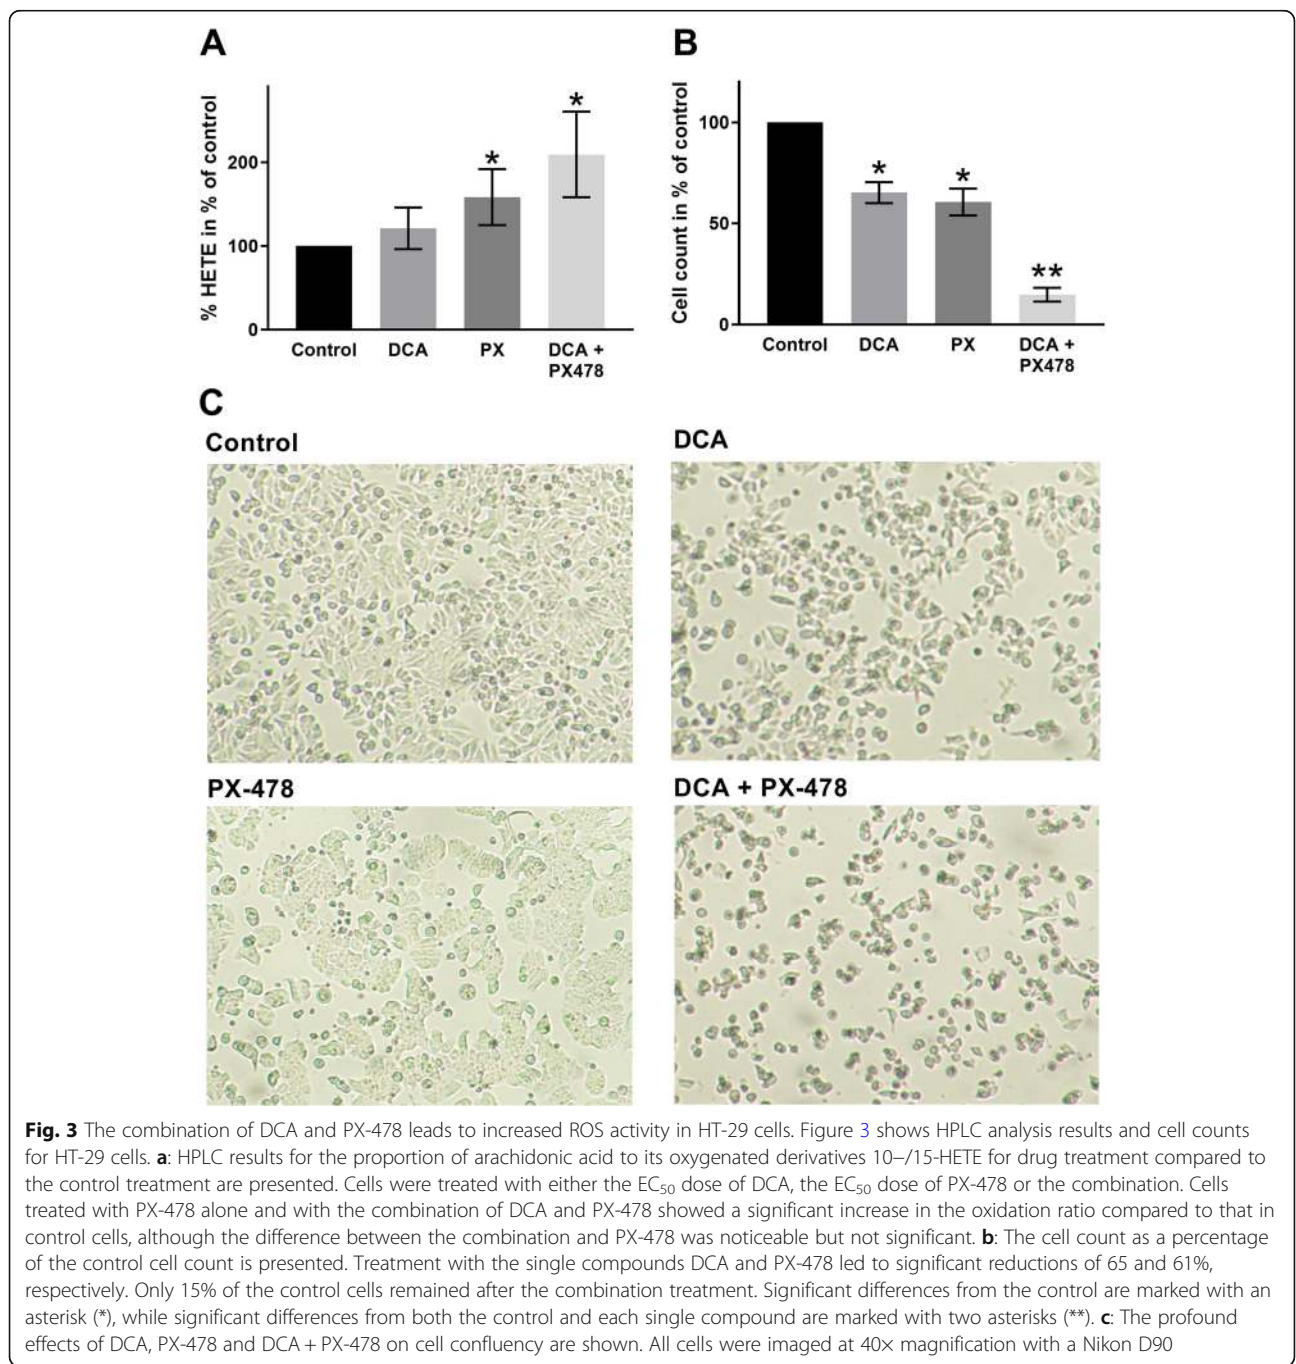 A
% HETE in % of control
200
100
0
*
*
Control
DCA
PX
DCA +
PX478
B
Cell count in % of control
100
50
0
*
*
**
Control
DCA
PX
DCA +
PX478
C
Control
DCA
PX-478
DCA + PX-478
Fig. 3 The combination of DCA and PX-478 leads to increased ROS activity in HT-29 cells. Figure 3 shows HPLC analysis results and cell counts
for HT-29 cells. a: HPLC results for the proportion of arachidonic acid to its oxygenated derivatives 10–/15-HETE for drug treatment compared to
the control treatment are presented. Cells were treated with either the EC50 dose of DCA, the EC50 dose of PX-478 or the combination. Cells
treated with PX-478 alone and with the combination of DCA and PX-478 showed a significant increase in the oxidation ratio compared to that in
control cells, although the difference between the combination and PX-478 was noticeable but not significant. b: The cell count as a percentage
of the control cell count is presented. Treatment with the single compounds DCA and PX-478 led to significant reductions of 65 and 61%,
respectively. Only 15% of the control cells remained after the combination treatment. Significant differences from the control are marked with an
asterisk (*), while significant differences from both the control and each single compound are marked with two asterisks (**). c: The profound
effects of DCA, PX-478 and DCA + PX-478 on cell confluency are shown. All cells were imaged at 40× magnification with a Nikon D90